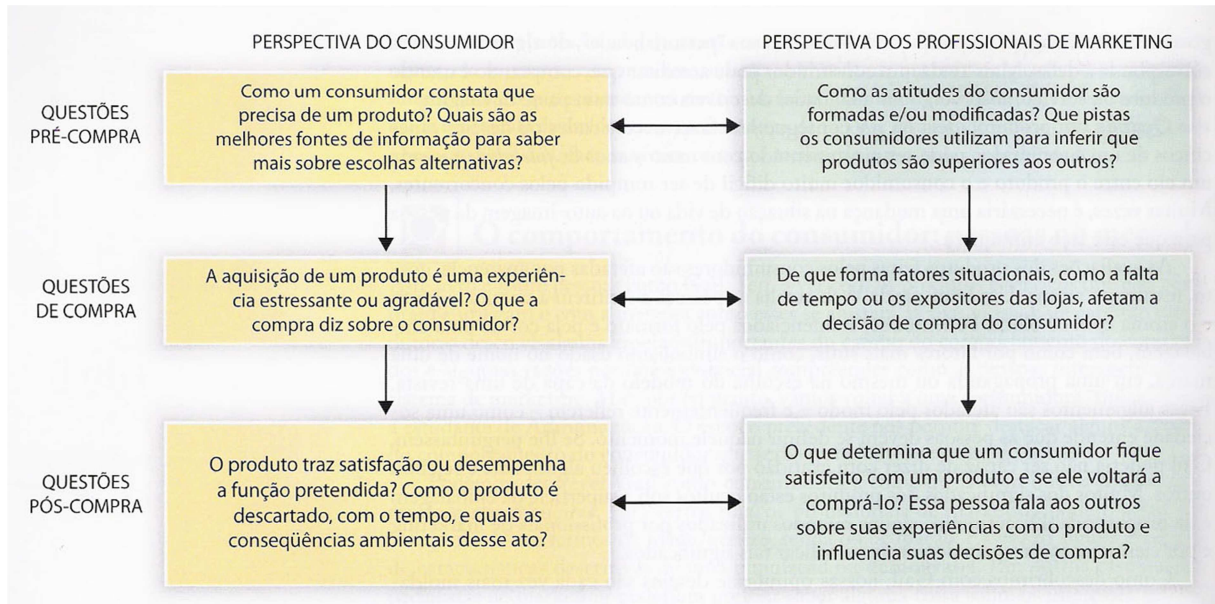 PERSPECTIVA DO CONSUMIDOR
PERSPECTIVA DOS PROFISSIONAIS DE MARKETING
QUESTÕES
PRÉ-COMPRA
Como um consumidor constata que
precisa de um produto? Quais são as
melhores fontes de informação para saber
mais sobre escolhas alternativas?
Como as atitudes do consumidor são
formadas e/ou modificadas? Que pistas
os consumidores utilizam para inferir que
produtos são superiores aos outros?
QUESTÕES
DE COMPRA
A aquisição de um produto é uma experiên-
cia estressante ou agradável? O que a
compra diz sobre o consumidor?
De que forma fatores situacionais, como a falta
de tempo ou os expositores das lojas, afetam a
decisão de compra do consumidor?
QUESTÕES
PÓS-COMPRA
O produto traz satisfação ou desempenha
a função pretendida? Como o produto é
descartado, com o tempo, e quais as
conseqüências ambientais desse ato?
O que determina que um consumidor fique
satisfeito com um produto e se ele voltará a
comprá-lo? Essa pessoa fala aos outros
sobre suas experiências com o produto e
influencia suas decisões de compra?